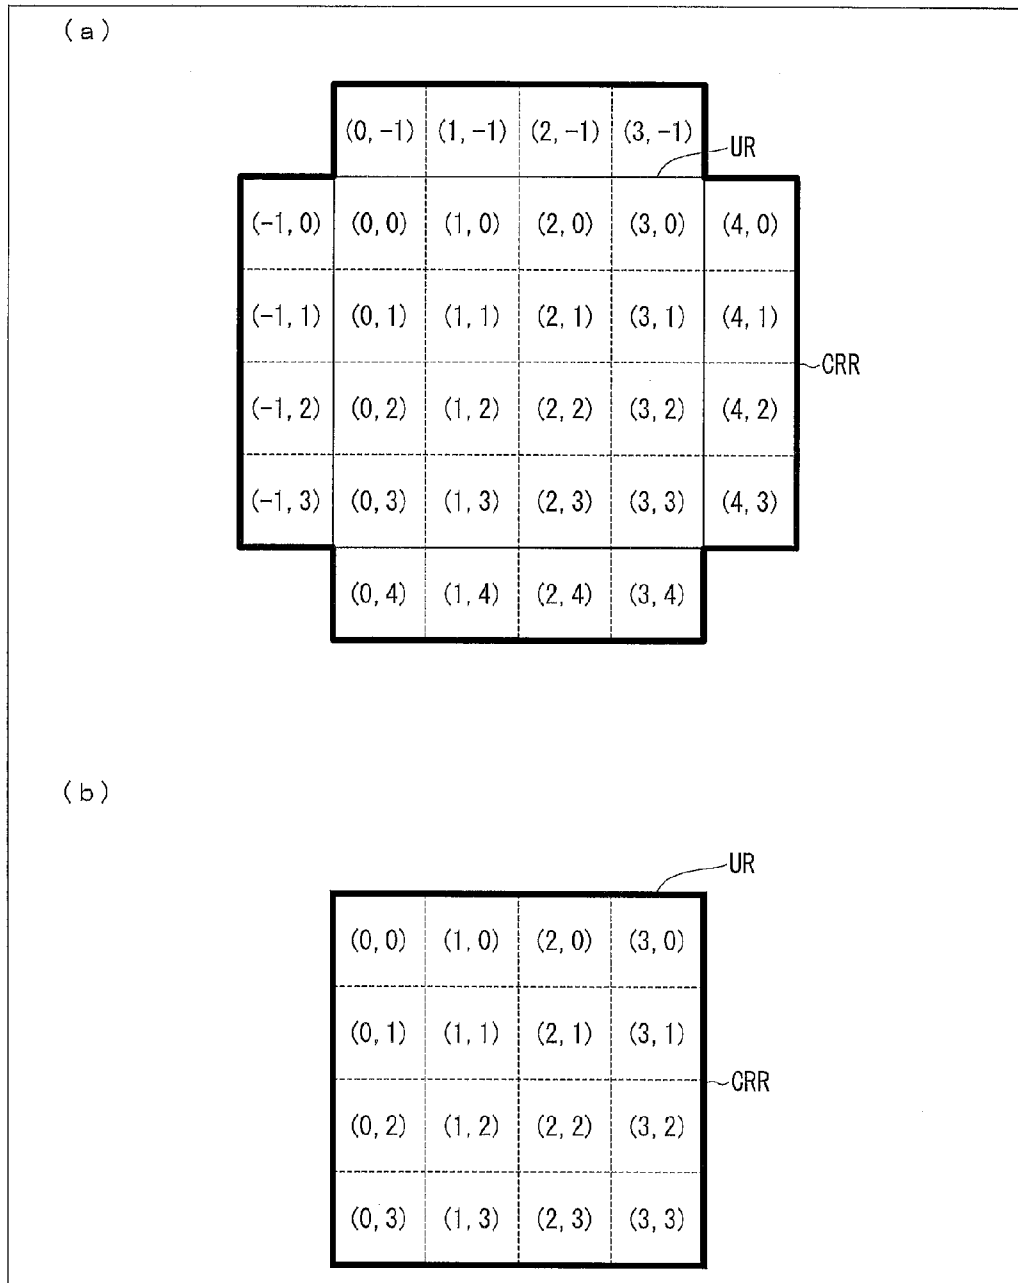 (a)
(0, -1) (1, -1) (2, -1) (3, -1)
UR
(-1, 0) (0, 0) (1, 0) (2, 0) (3, 0) (4, 0)
(-1, 1) (0, 1) (1, 1) (2, 1) (3, 1) (4, 1)
CRR
(-1, 2) (0, 2) (1, 2) (2, 2) (3, 2) (4, 2)
(-1, 3) (0, 3) (1, 3) (2, 3) (3, 3) (4, 3)
(0, 4) (1, 4) (2, 4) (3, 4)
(b)
UR
(0, 0) (1, 0) (2, 0) (3, 0)
(0, 1) (1, 1) (2, 1) (3, 1)
CRR
(0, 2) (1, 2) (2, 2) (3, 2)
(0, 3) (1, 3) (2, 3) (3, 3)